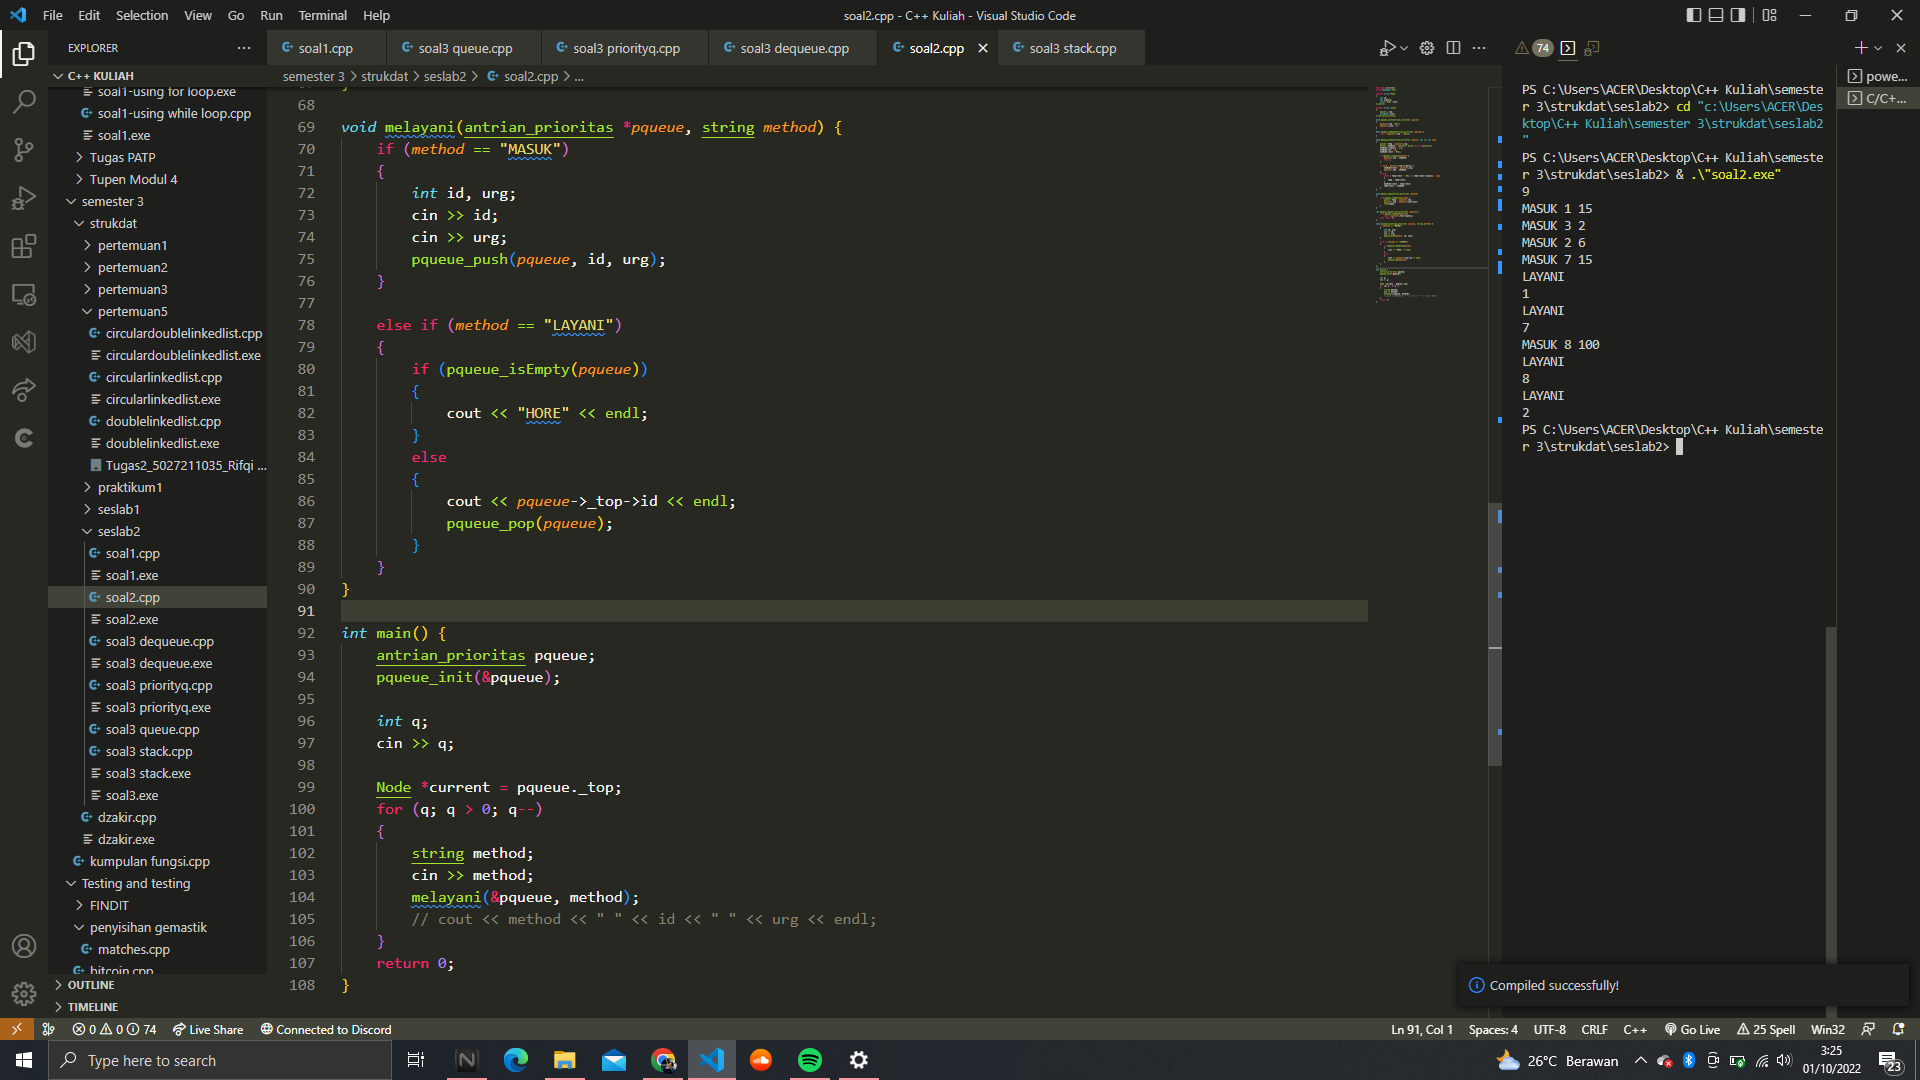 File Edit Selection View Go Run Terminal Help
soal2.cpp - C++ Kuliah - Visual Studio Code
EXPLORER
C++ KULIAH
soal1-using for loop.exe
soal1-using while loop.cpp
soal1.exe
Tugas PATP
Tupen Modul 4
semester 3
strukdat
pertemuan1
pertemuan2
pertemuan3
pertemuan5
circulardoublelinkedlist.cpp
circulardoublelinkedlist.exe
circularlinkedlist.cpp
circularlinkedlist.exe
doublelinkedlist.cpp
doublelinkedlist.exe
Tugas2_5027211035_Rifqi ...
praktikum1
seslab1
seslab2
soal1.cpp
soal1.exe
soal2.cpp
soal2.exe
soal3 dequeue.cpp
soal3 dequeue.exe
soal3 priorityq.cpp
soal3 priorityq.exe
soal3 queue.cpp
soal3 stack.cpp
soal3 stack.exe
soal3.exe
dzakir.cpp
dzakir.exe
kumpulan fungsi.cpp
Testing and testing
FINDIT
penyisihan gemastik
matches.cpp
bitcoin.cpp
OUTLINE
TIMELINE
soal1.cpp
soal3 queue.cpp
soal3 priorityq.cpp
soal3 dequeue.cpp
soal2.cpp
soal3 stack.cpp
semester 3 > strukdat > seslab2 > soal2.cpp > ...
68
69 void melayani(antrian_prioritas *pqueue, string method) {
70 if (method == "MASUK")
71 {
72 int id, urg;
73 cin >> id;
74 cin >> urg;
75 pqueue_push(pqueue, id, urg);
76 }
77
78 else if (method == "LAYANI")
79 {
80 if (pqueue_isEmpty(pqueue))
81 {
82 cout << "HORE" << endl;
83 }
84 else
85 {
86 cout << pqueue->_top->id << endl;
87 pqueue_pop(pqueue);
88 }
89 }
90 }
91
92 int main() {
93 antrian_prioritas pqueue;
94 pqueue_init(&pqueue);
95
96 int q;
97 cin >> q;
98
99 Node *current = pqueue._top;
100 for (q; q > 0; q--)
101 {
102 string method;
103 cin >> method;
104 melayani(&pqueue, method);
105 // cout << method << " " << id << " " << urg << endl;
106 }
107 return 0;
108 }
74
powe...
C/C+...
PS C:\Users\ACER\Desktop\C++ Kuliah\semeste
r 3\strukdat\seslab2> cd "c:\Users\ACER\Des
ktop\C++ Kuliah\semester 3\strukdat\seslab2
"
PS C:\Users\ACER\Desktop\C++ Kuliah\semeste
r 3\strukdat\seslab2> & .\"soal2.exe"
9
MASUK 1 15
MASUK 3 2
MASUK 2 6
MASUK 7 15
LAYANI
1
LAYANI
7
MASUK 8 100
LAYANI
8
LAYANI
2
PS C:\Users\ACER\Desktop\C++ Kuliah\semeste
r 3\strukdat\seslab2>
Compiled successfully!
0 0 74 Live Share Connected to Discord
Ln 91, Col 1 Spaces: 4 UTF-8 CRLF C++ Go Live 25 Spell Win32
Type here to search
26°C Berawan
3:25
01/10/2022
23